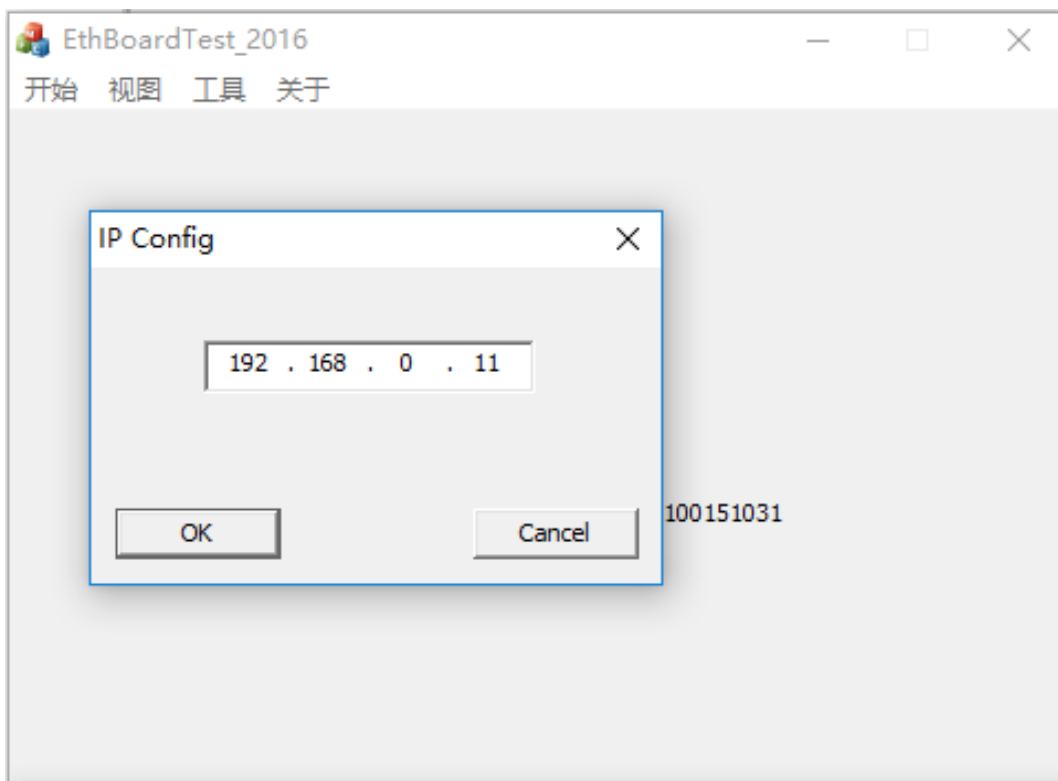 EthBoardTest_2016
开始 视图 工具 关于
IP Config
192 . 168 . 0 . 11
100151031
OK Cancel